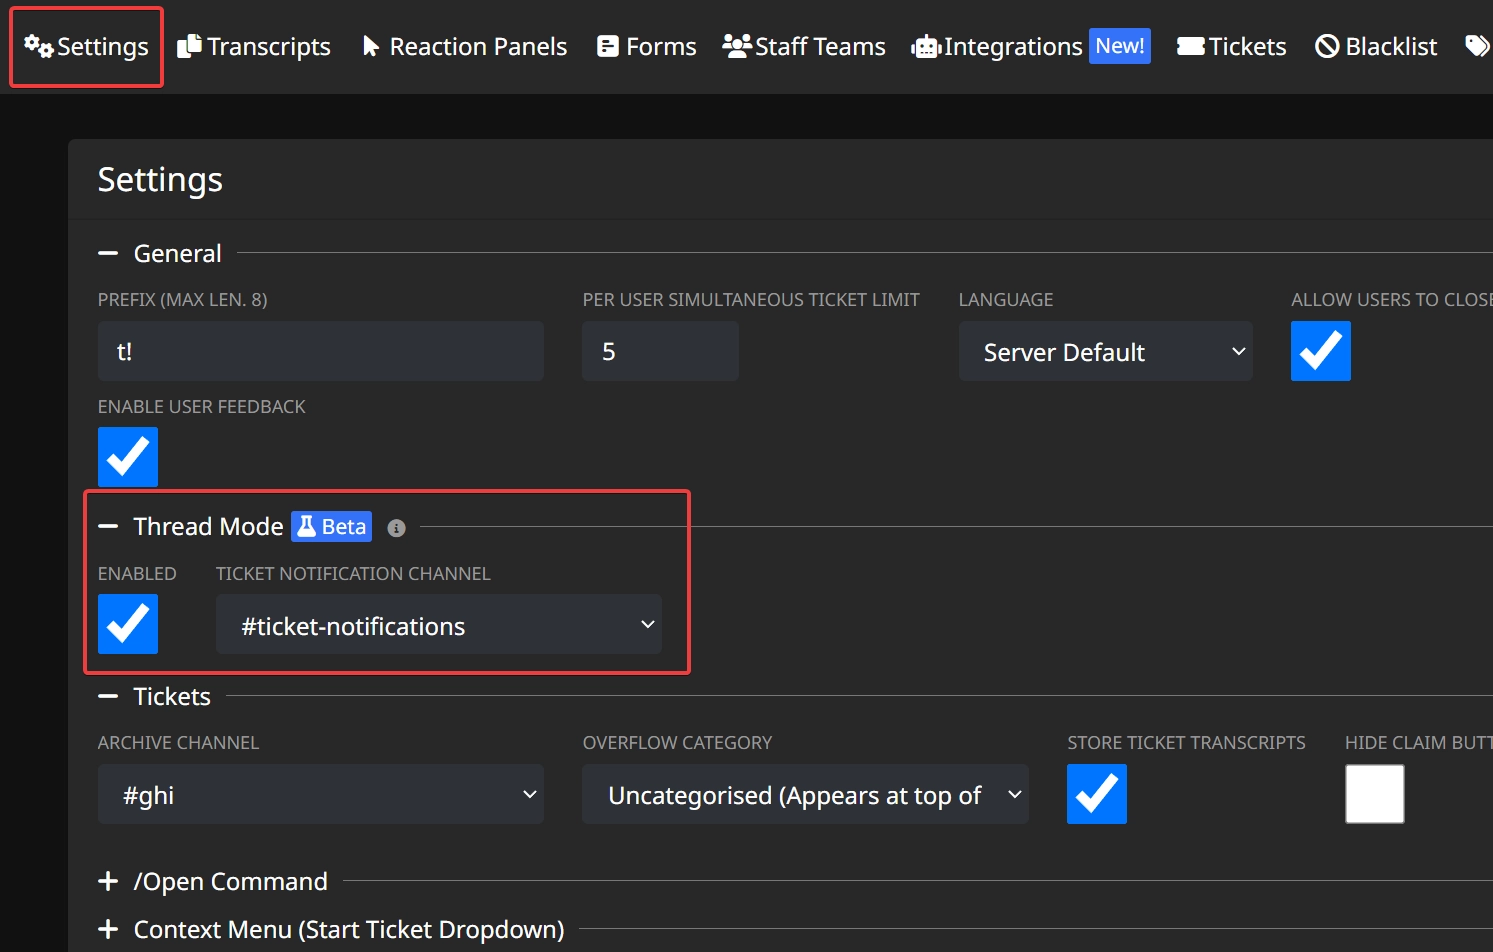 Settings Transcripts Reaction Panels Forms Staff Teams Integrations New! Tickets Blacklist
Settings
General
PREFIX (MAX LEN. 8) PER USER SIMULTANEOUS TICKET LIMIT LANGUAGE ALLOW USERS TO CLOSE
t! 5 Server Default
ENABLE USER FEEDBACK
Thread Mode Beta
ENABLED TICKET NOTIFICATION CHANNEL
#ticket-notifications
Tickets
ARCHIVE CHANNEL OVERFLOW CATEGORY STORE TICKET TRANSCRIPTS HIDE CLAIM BUTT
#ghi Uncategorised (Appears at top of
/Open Command
Context Menu (Start Ticket Dropdown)